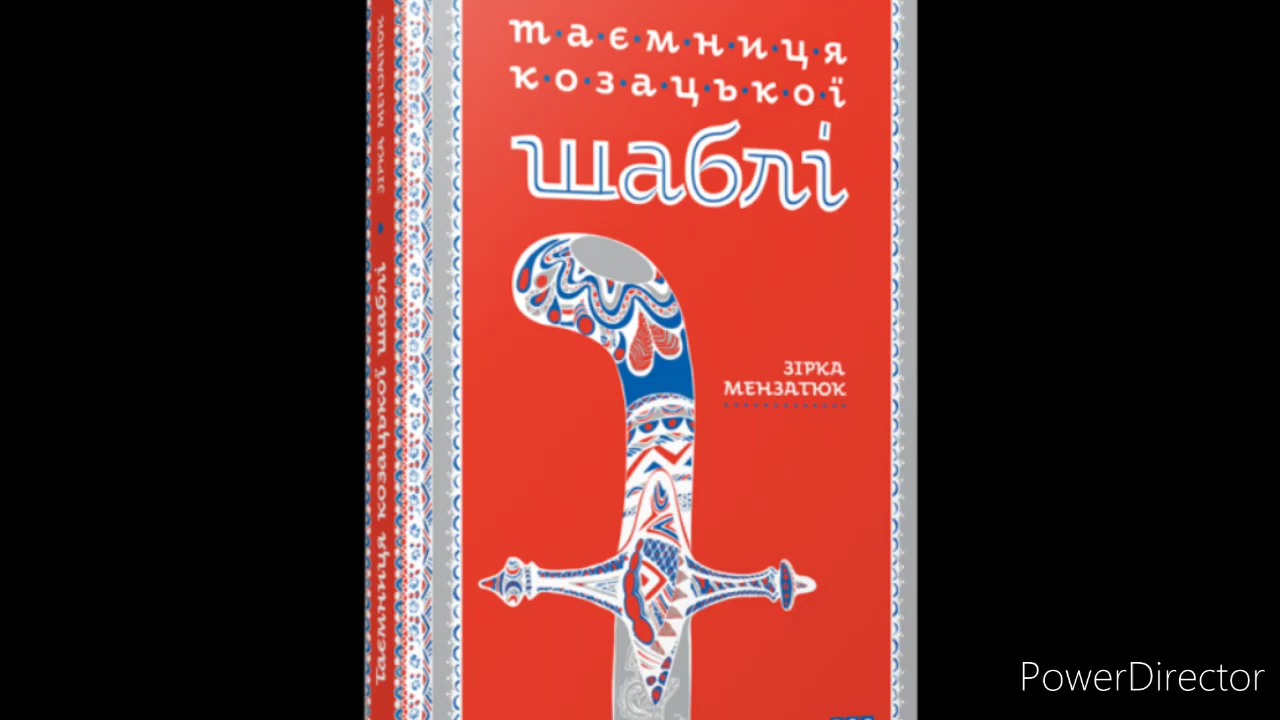 таємниця
козацької
шаблі
ЗІРКА
МЕНЗАТЮК
таємниця козацької шаблі • ЗІРКА МЕНЗАТЮК
PowerDirector